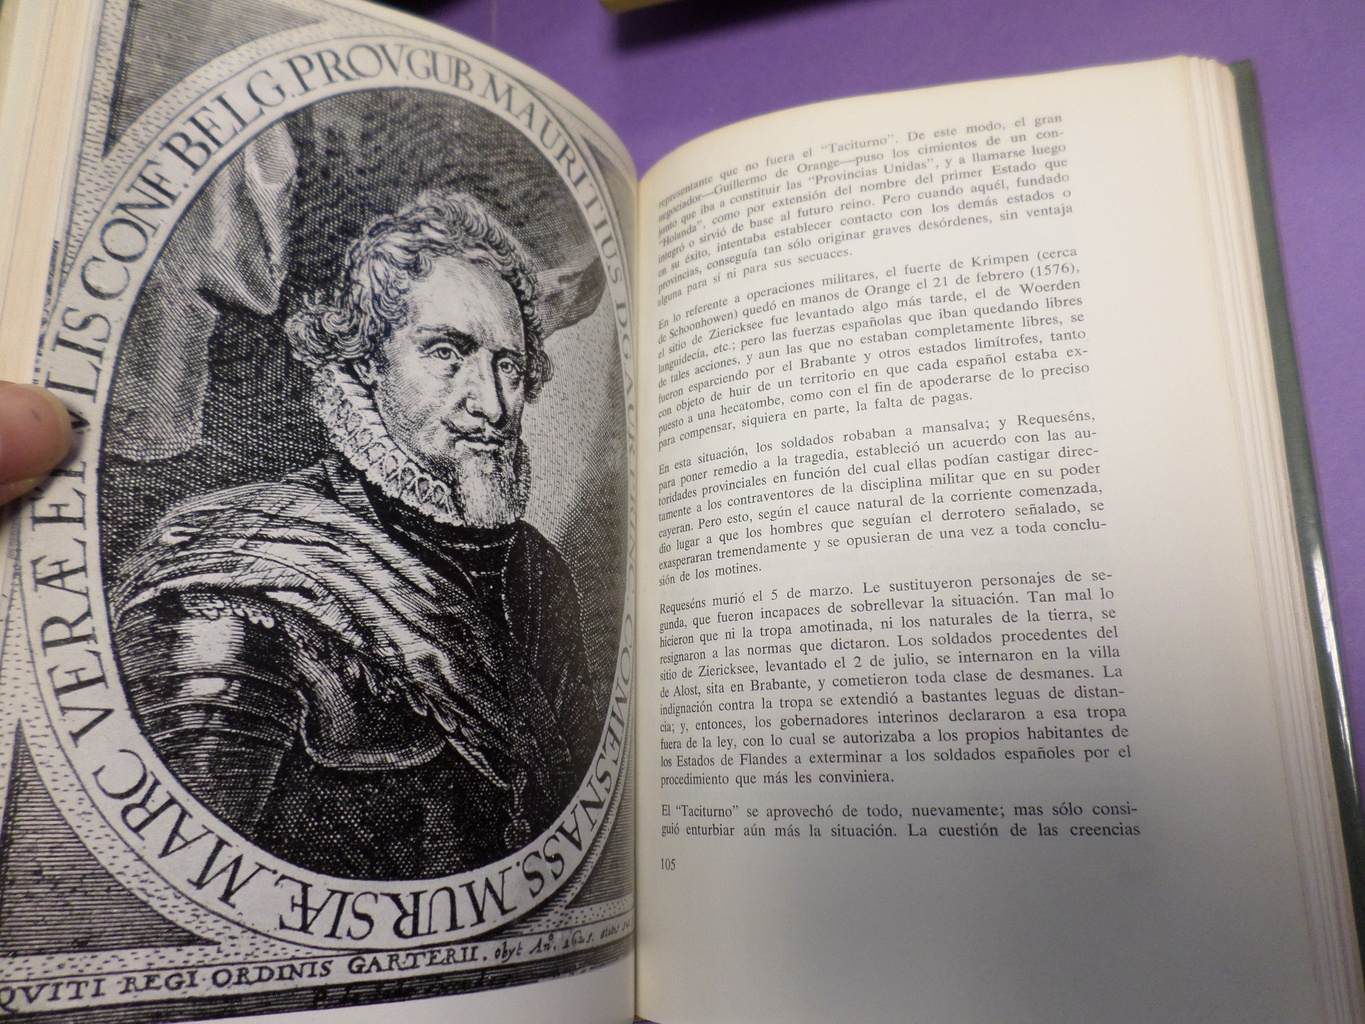 CONF. BELG. PROV GUB. MAURITIUS D G AUR COMES NASS. MURSIÆ. MARC VERÆ ET VLIS
QVITI REGI ORDINIS GARTERII. obyt Anº. 1625.
representante que no fuera el “Taciturno”. De este modo, el gran
negociador—Guillermo de Orange—puso los cimientos de un con-
junto que iba a constituir las “Provincias Unidas”, y a llamarse luego
“Holanda”, como por extensión del nombre del primer Estado que
integró o sirvió de base al futuro reino. Pero cuando aquél, fundado
en su éxito, intentaba establecer contacto con los demás estados o
provincias, conseguía tan sólo originar graves desórdenes, sin ventaja
alguna para sí ni para sus secuaces.
En lo referente a operaciones militares, el fuerte de Krimpen (cerca
de Schoonhowen) quedó en manos de Orange el 21 de febrero (1576),
el sitio de Ziericksee fue levantado algo más tarde, el de Woerden
languidecía, etc.; pero las fuerzas españolas que iban quedando libres
de tales acciones, y aun las que no estaban completamente libres, se
fueron esparciendo por el Brabante y otros estados limítrofes, tanto
con objeto de huir de un territorio en que cada español estaba ex-
puesto a una hecatombe, como con el fin de apoderarse de lo preciso
para compensar, siquiera en parte, la falta de pagas.
En esta situación, los soldados robaban a mansalva; y Requeséns,
para poner remedio a la tragedia, estableció un acuerdo con las au-
toridades provinciales en función del cual ellas podían castigar direc-
tamente a los contraventores de la disciplina militar que en su poder
cayeran. Pero esto, según el cauce natural de la corriente comenzada,
dio lugar a que los hombres que seguían el derrotero señalado, se
exasperaran tremendamente y se opusieran de una vez a toda conclu-
sión de los motines.
Requeséns murió el 5 de marzo. Le sustituyeron personajes de se-
gunda, que fueron incapaces de sobrellevar la situación. Tan mal lo
hicieron que ni la tropa amotinada, ni los naturales de la tierra, se
resignaron a las normas que dictaron. Los soldados procedentes del
sitio de Ziericksee, levantado el 2 de julio, se internaron en la villa
de Alost, sita en Brabante, y cometieron toda clase de desmanes. La
indignación contra la tropa se extendió a bastantes leguas de distan-
cia; y, entonces, los gobernadores interinos declararon a esa tropa
fuera de la ley, con lo cual se autorizaba a los propios habitantes de
los Estados de Flandes a exterminar a los soldados españoles por el
procedimiento que más les conviniera.
El “Taciturno” se aprovechó de todo, nuevamente; mas sólo consi-
guió enturbiar aún más la situación. La cuestión de las creencias
105